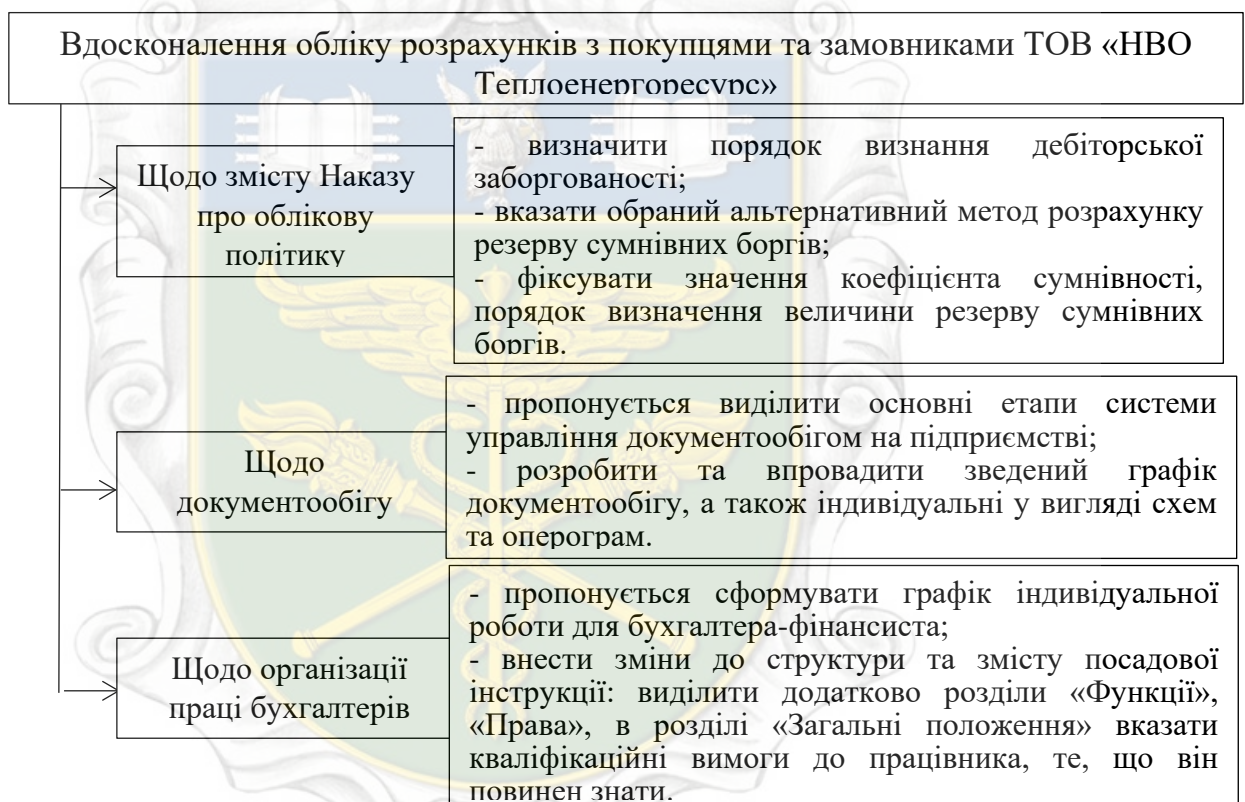 Вдосконалення обліку розрахунків з покупцями та замовниками ТОВ «НВО
Теплоенергоресурс»
Щодо змісту Наказу
про облікову
політику
- визначити порядок визнання дебіторської
заборгованості;
- вказати обраний альтернативний метод розрахунку
резерву сумнівних боргів;
- фіксувати значення коефіцієнта сумнівності,
порядок визначення величини резерву сумнівних
боргів.
Щодо
документообігу
- пропонується виділити основні етапи системи
управління документообігом на підприємстві;
- розробити та впровадити зведений графік
документообігу, а також індивідуальні у вигляді схем
та оперограм.
Щодо організації
праці бухгалтерів
- пропонується сформувати графік індивідуальної
роботи для бухгалтера-фінансиста;
- внести зміни до структури та змісту посадової
інструкції: виділити додатково розділи «Функції»,
«Права», в розділі «Загальні положення» вказати
кваліфікаційні вимоги до працівника, те, що він
повинен знати.